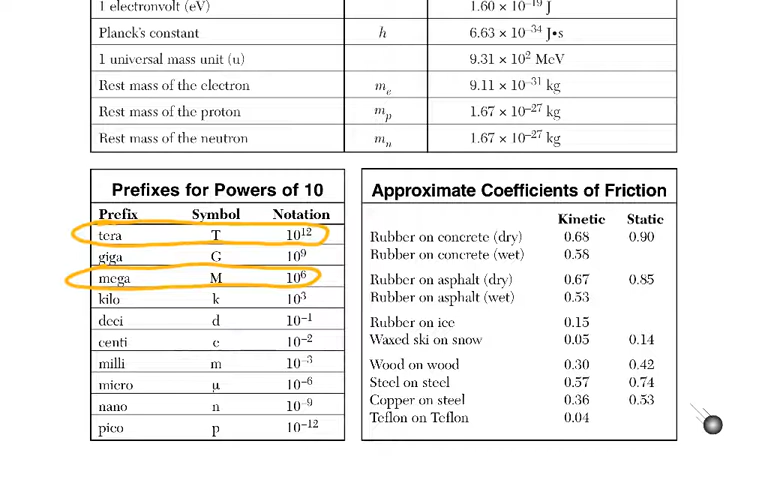 1 electronvolt (eV) 1.60 × 10⁻¹⁹ J
Planck's constant h 6.63 × 10⁻³⁴ J•s
1 universal mass unit (u) 9.31 × 10² MeV
Rest mass of the electron mₑ 9.11 × 10⁻³¹ kg
Rest mass of the proton mₚ 1.67 × 10⁻²⁷ kg
Rest mass of the neutron mₙ 1.67 × 10⁻²⁷ kg
Prefixes for Powers of 10
Prefix Symbol Notation
tera T 10¹²
giga G 10⁹
mega M 10⁶
kilo k 10³
deci d 10⁻¹
centi c 10⁻²
milli m 10⁻³
micro μ 10⁻⁶
nano n 10⁻⁹
pico p 10⁻¹²
Approximate Coefficients of Friction
Kinetic Static
Rubber on concrete (dry) 0.68 0.90
Rubber on concrete (wet) 0.58
Rubber on asphalt (dry) 0.67 0.85
Rubber on asphalt (wet) 0.53
Rubber on ice 0.15
Waxed ski on snow 0.05 0.14
Wood on wood 0.30 0.42
Steel on steel 0.57 0.74
Copper on steel 0.36 0.53
Teflon on Teflon 0.04